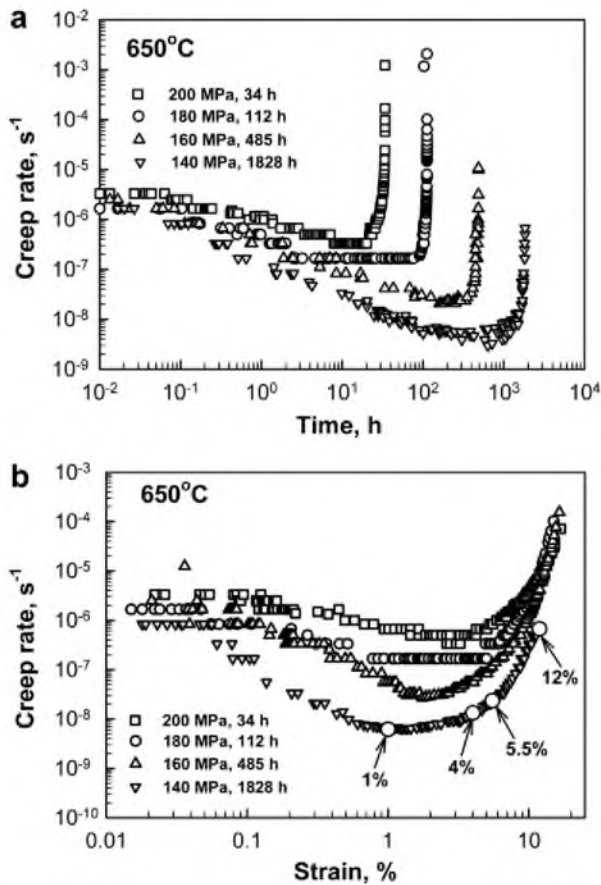 a
650°C
200 MPa, 34 h
180 MPa, 112 h
160 MPa, 485 h
140 MPa, 1828 h
10⁻²
10⁻³
10⁻⁴
10⁻⁵
10⁻⁶
10⁻⁷
10⁻⁸
10⁻⁹
Creep rate, s⁻¹
10⁻² 10⁻¹ 10⁰ 10¹ 10² 10³ 10⁴
Time, h
b
650°C
10⁻³
10⁻⁴
10⁻⁵
10⁻⁶
10⁻⁷
10⁻⁸
10⁻⁹
10⁻¹⁰
Creep rate, s⁻¹
12%
5.5%
4%
1%
200 MPa, 34 h
180 MPa, 112 h
160 MPa, 485 h
140 MPa, 1828 h
0.01 0.1 1 10
Strain, %